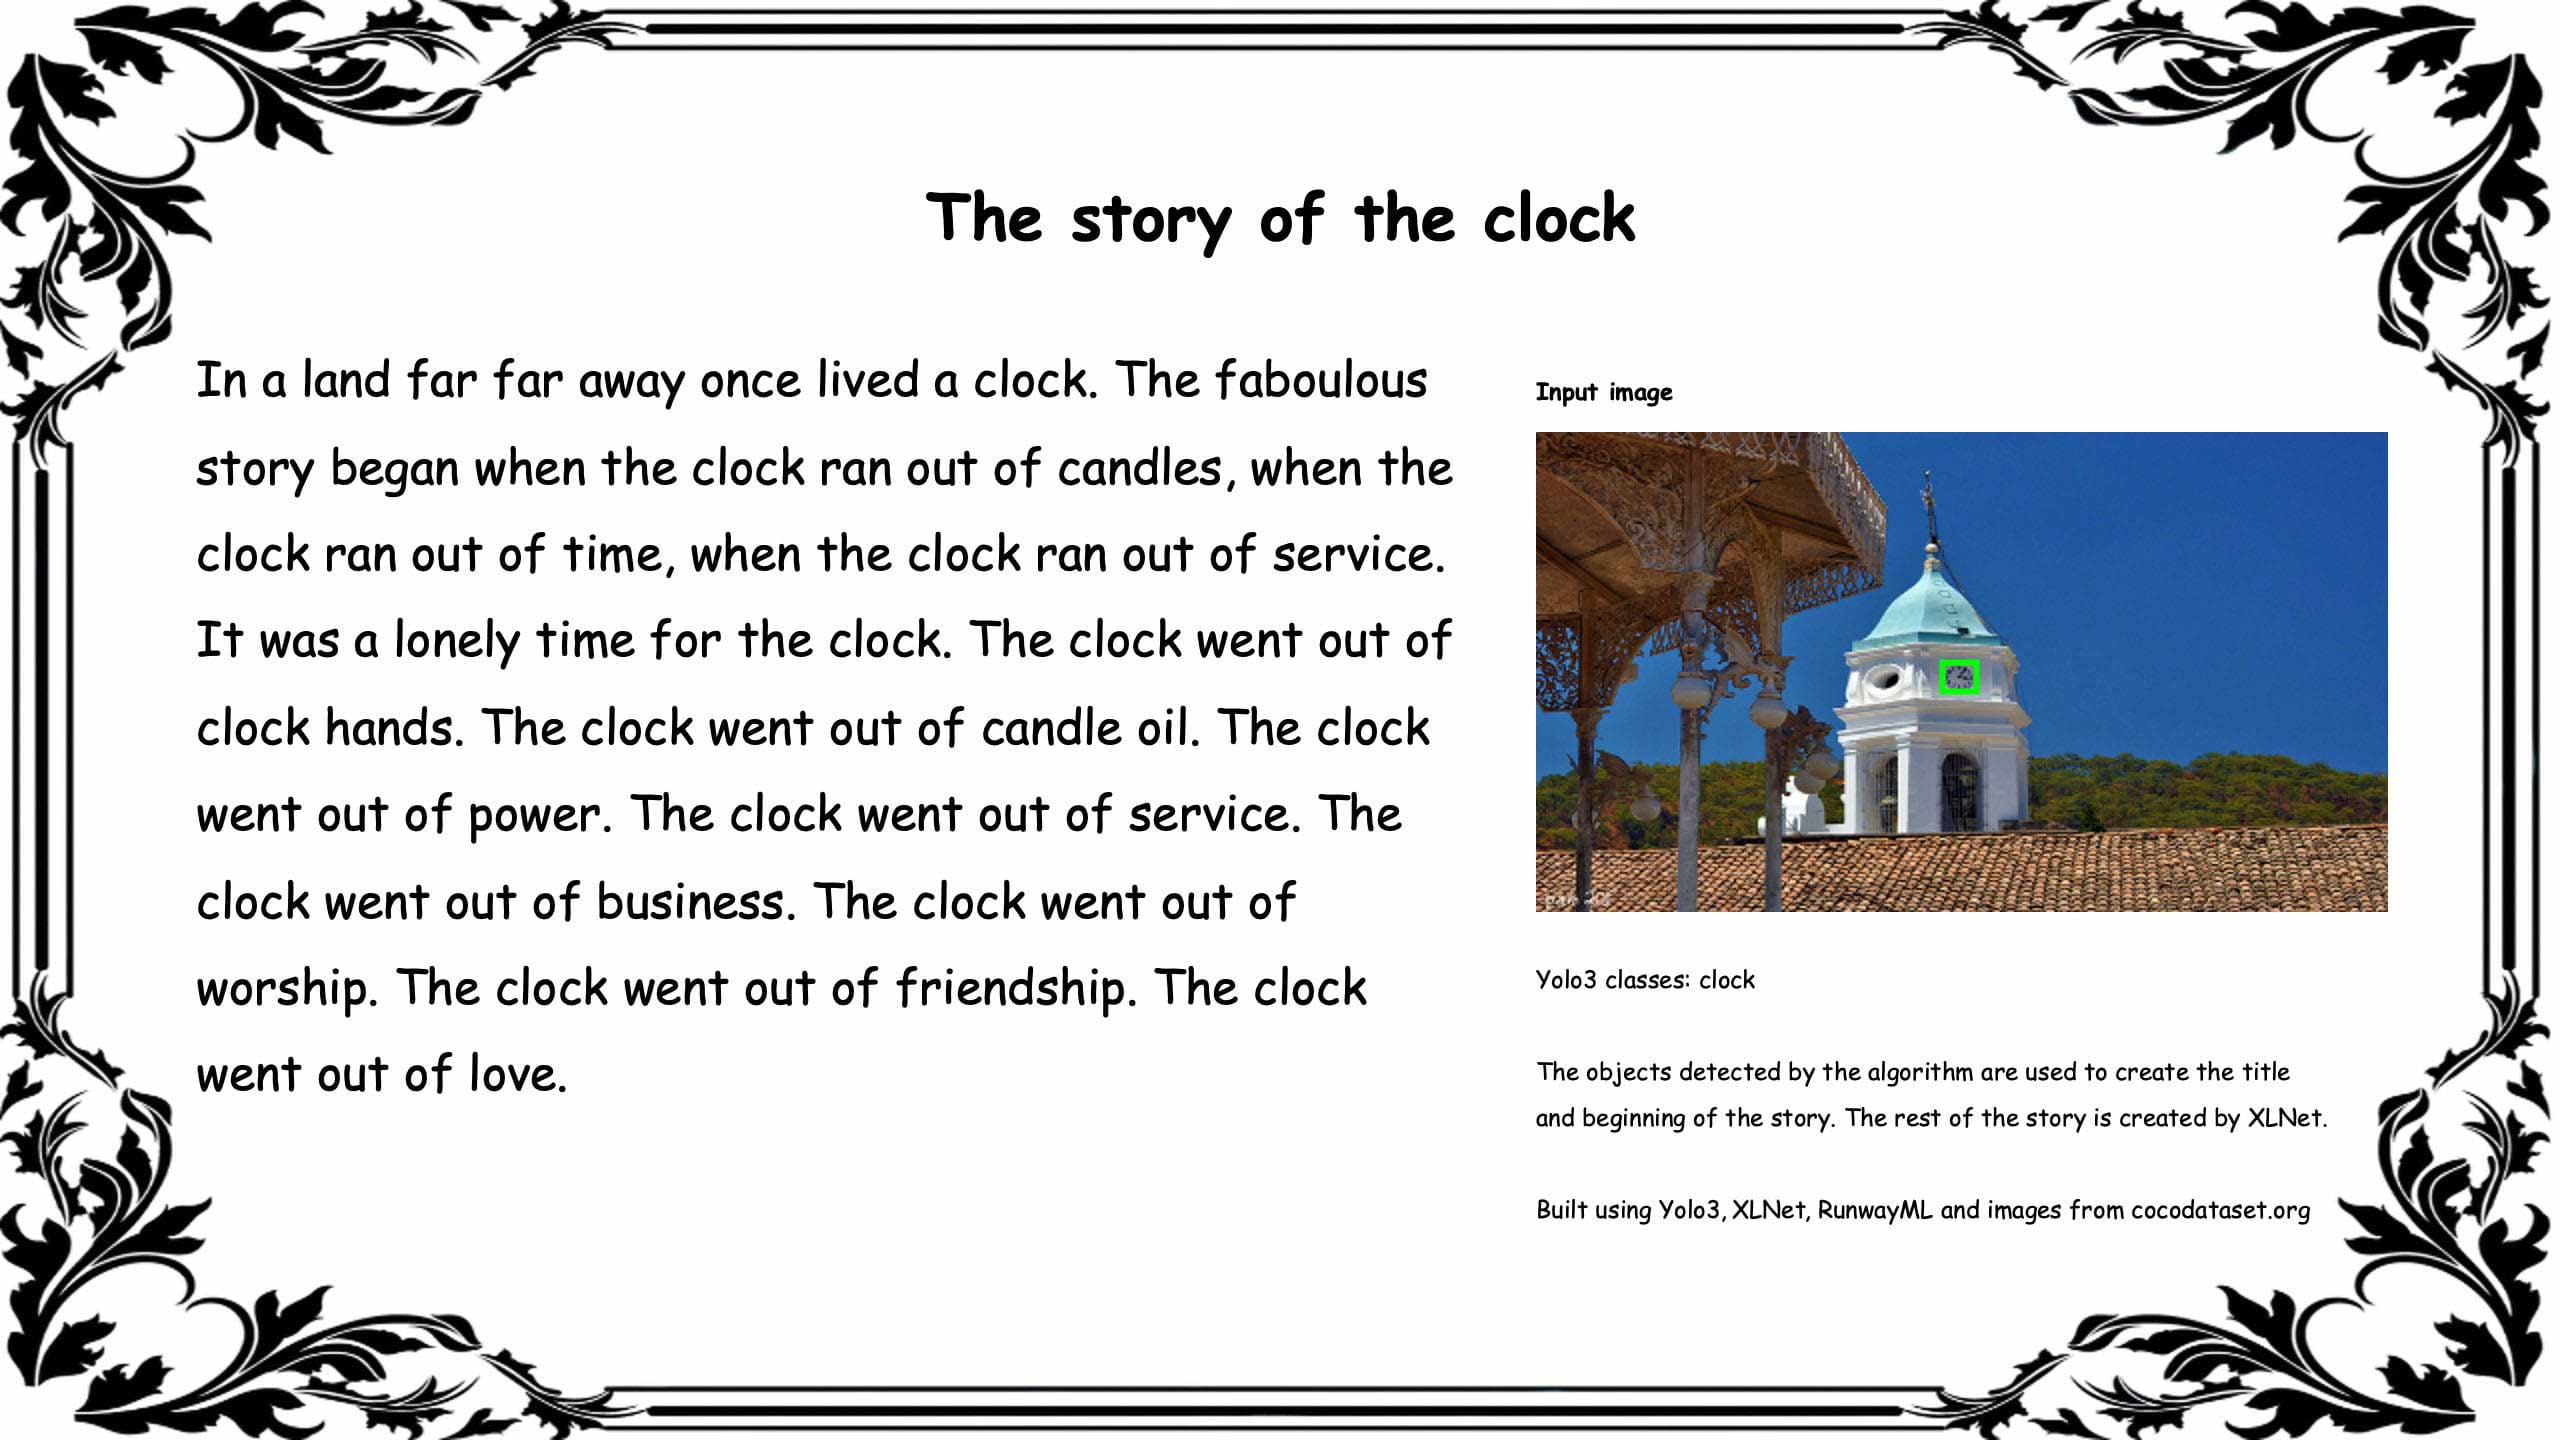 The story of the clock
In a land far far away once lived a clock. The faboulous
story began when the clock ran out of candles, when the
clock ran out of time, when the clock ran out of service.
It was a lonely time for the clock. The clock went out of
clock hands. The clock went out of candle oil. The clock
went out of power. The clock went out of service. The
clock went out of business. The clock went out of
worship. The clock went out of friendship. The clock
went out of love.
Input image
Yolo3 classes: clock
The objects detected by the algorithm are used to create the title
and beginning of the story. The rest of the story is created by XLNet.
Built using Yolo3, XLNet, RunwayML and images from cocodataset.org